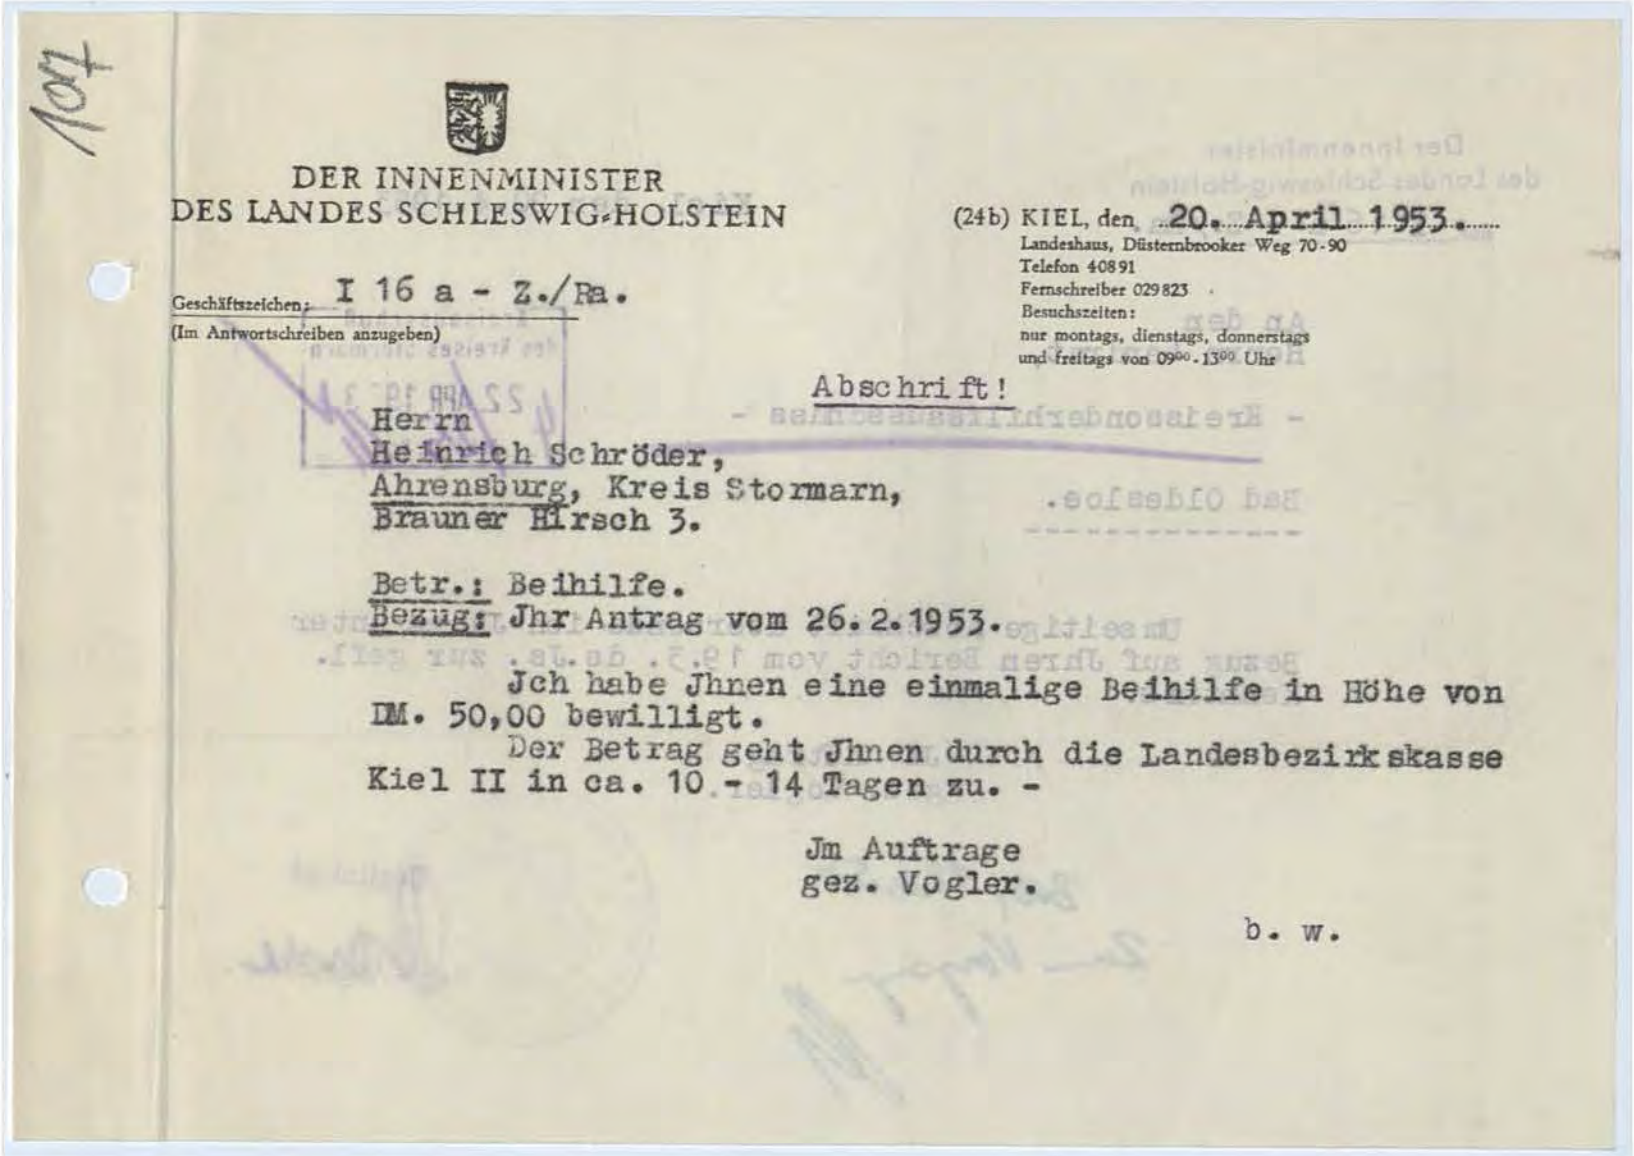 107
DER INNENMINISTER
DES LANDES SCHLESWIG-HOLSTEIN
Geschäftszeichen: I 16 a - Z./Ra.
(Im Antwortschreiben anzugeben)
(24b) KIEL, den 20. April 1953.
Landeshaus, Düsternbrooker Weg 70-90
Telefon 40891
Fernschreiber 029823
Besuchszeiten:
nur montags, dienstags, donnerstags
und freitags von 09⁰⁰-13⁰⁰ Uhr
Abschrift!
Herrn
Heinrich Schröder,
Ahrensburg, Kreis Stormarn,
Brauner Hirsch 3.
Betr.: Beihilfe.
Bezug: Jhr Antrag vom 26.2.1953.
Jch habe Jhnen eine einmalige Beihilfe in Höhe von
DM. 50,00 bewilligt.
Der Betrag geht Jhnen durch die Landesbezirkskasse
Kiel II in ca. 10 - 14 Tagen zu. -
Jm Auftrage
gez. Vogler.
b. w.